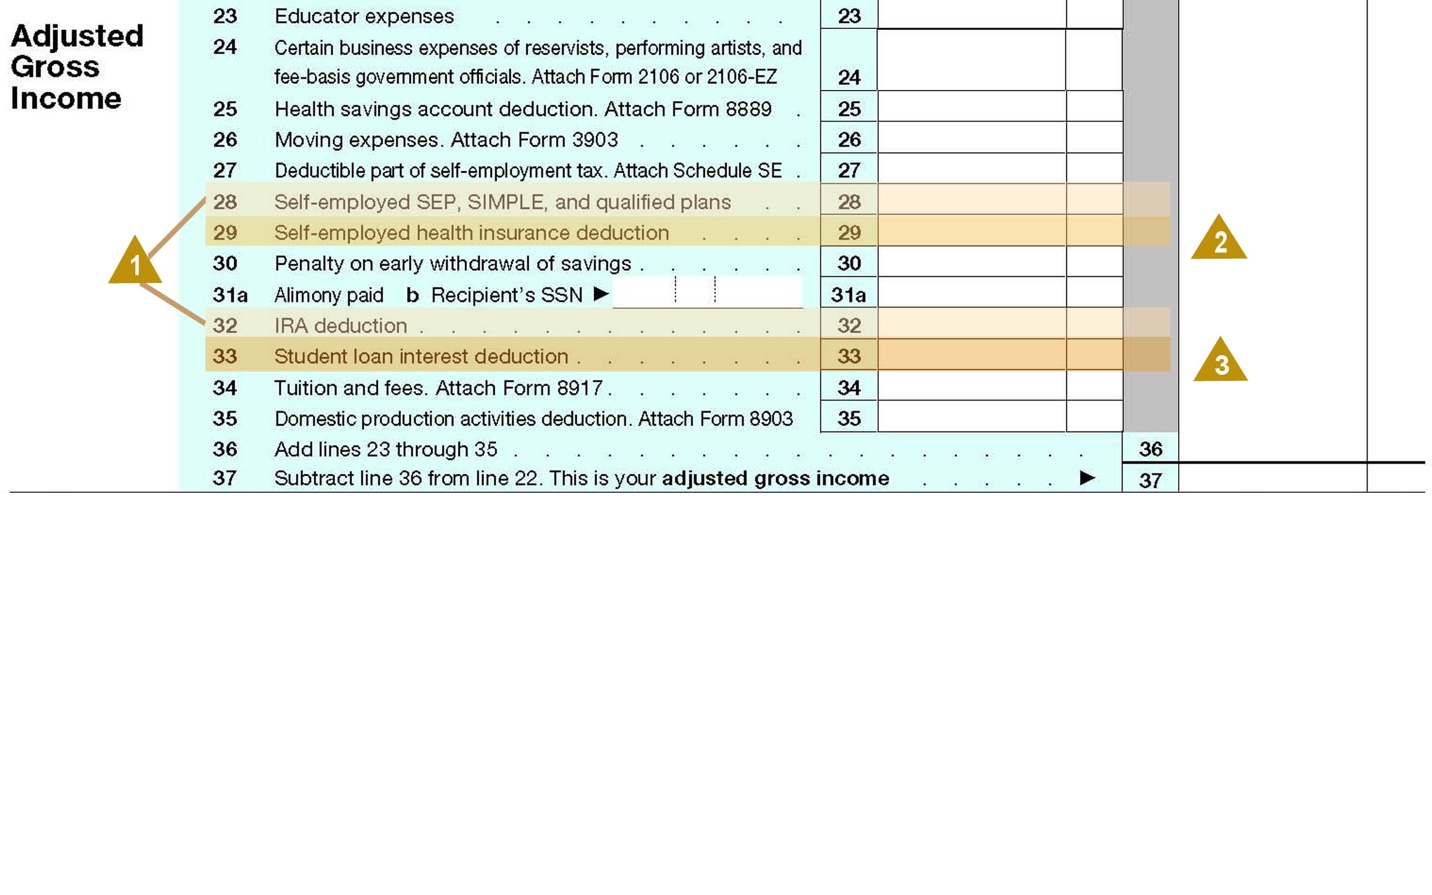 Adjusted
Gross
Income
23 Educator expenses . . . . . . . . . . 23
24 Certain business expenses of reservists, performing artists, and
fee-basis government officials. Attach Form 2106 or 2106-EZ 24
25 Health savings account deduction. Attach Form 8889 . 25
26 Moving expenses. Attach Form 3903 . . . . . . 26
27 Deductible part of self-employment tax. Attach Schedule SE . 27
28 Self-employed SEP, SIMPLE, and qualified plans . . 28
29 Self-employed health insurance deduction . . . . 29
30 Penalty on early withdrawal of savings . . . . . . 30
31a Alimony paid b Recipient's SSN ▶ 31a
32 IRA deduction . . . . . . . . . . . . . 32
33 Student loan interest deduction . . . . . . . . 33
34 Tuition and fees. Attach Form 8917 . . . . . . . 34
35 Domestic production activities deduction. Attach Form 8903 35
36 Add lines 23 through 35 . . . . . . . . . . . . . . . . . . . 36
37 Subtract line 36 from line 22. This is your adjusted gross income . . . . . ▶ 37
1
2
3